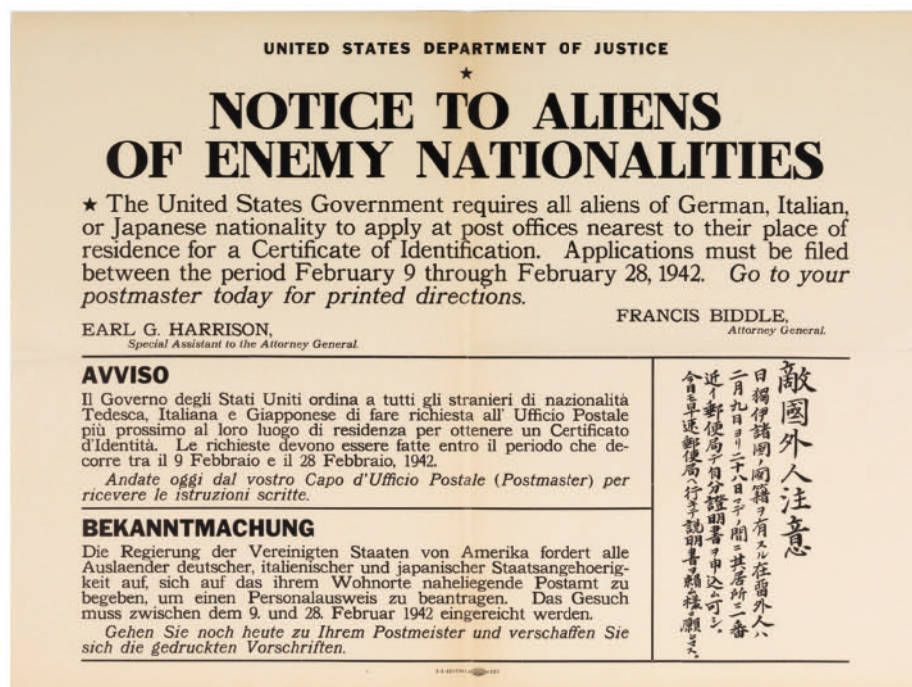 UNITED STATES DEPARTMENT OF JUSTICE
★
NOTICE TO ALIENS
OF ENEMY NATIONALITIES
★ The United States Government requires all aliens of German, Italian,
or Japanese nationality to apply at post offices nearest to their place of
residence for a Certificate of Identification. Applications must be filed
between the period February 9 through February 28, 1942. Go to your
postmaster today for printed directions.
EARL G. HARRISON,
Special Assistant to the Attorney General.
FRANCIS BIDDLE,
Attorney General.
AVVISO
Il Governo degli Stati Uniti ordina a tutti gli stranieri di nazionalità
Tedesca, Italiana e Giapponese di fare richiesta all' Ufficio Postale
più prossimo al loro luogo di residenza per ottenere un Certificato
d'Identità. Le richieste devono essere fatte entro il periodo che de-
corre tra il 9 Febbraio e il 28 Febbraio, 1942.
Andate oggi dal vostro Capo d'Ufficio Postale (Postmaster) per
ricevere le istruzioni scritte.
BEKANNTMACHUNG
Die Regierung der Vereinigten Staaten von Amerika fordert alle
Auslaender deutscher, italienischer und japanischer Staatsangehoerig-
keit auf, sich auf das ihrem Wohnorte naheliegende Postamt zu
begeben, um einen Personalausweis zu beantragen. Das Gesuch
muss zwischen dem 9. und 28. Februar 1942 eingereicht werden.
Gehen Sie noch heute zu Ihrem Postmeister und verschaffen Sie
sich die gedruckten Vorschriften.
敵國外人注意
日獨伊諸國ノ國籍ヲ有スル在留外人ハ
二月九日ヨリ二十八日マデノ間ニ其居所ニ一番
近イ郵便局デ自分證明書ヲ申込ム可シ。
今日ニモ早速郵便局ヘ行キテ説明書ヲ頼ム様ニ願ヒマス。